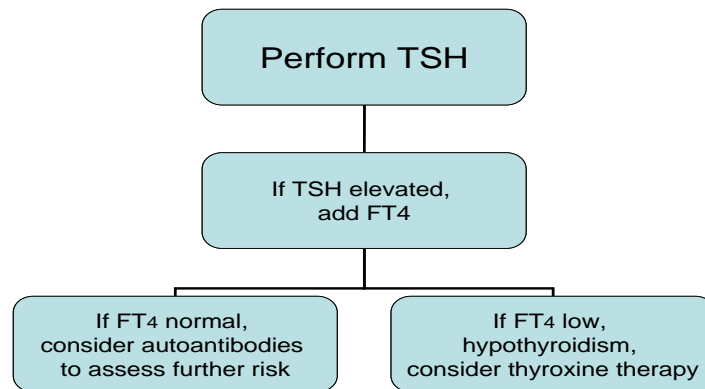 Perform TSH
If TSH elevated,
add FT4
If FT4 normal,
consider autoantibodies
to assess further risk
If FT4 low,
hypothyroidism,
consider thyroxine therapy